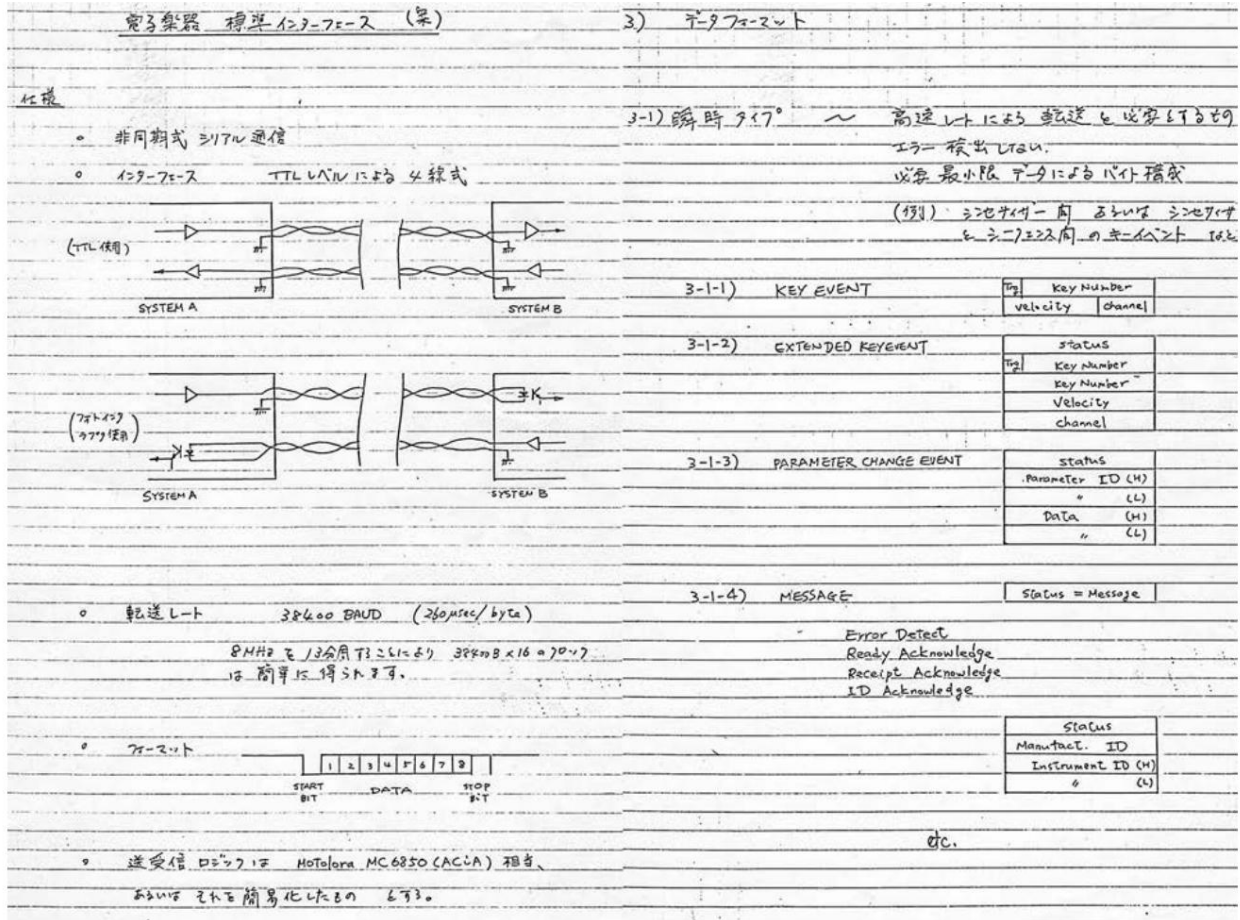 電子楽器 標準インターフェース (案)
仕様
。 非同期式 シリアル通信
。 インターフェース TTLレベルによる 4線式
(TTL使用)
SYSTEM A
SYSTEM B
(フォトインタラプタ使用)
SYSTEM A
SYSTEM B
。 転送レート 38400 BAUD (260μsec/byte)
8MHzを13分周することにより 38400B×16のクロック
は簡単に得られます。
。 フォーマット
1 2 3 4 5 6 7 8
START BIT DATA STOP BIT
。 送受信ロジックは Motolora MC6850 (ACiA) 相当、
あるいは それを簡易化したもの とする。
3) データフォーマット
3-1) 瞬時タイプ 〜 高速レートによる 転送を必要とするもの
エラー検出しない.
必要最小限データによるバイト構成
(例) シンセサイザー間 あるいは シンセサイザ
とシーケンス間のキーイベント など
3-1-1) KEY EVENT
Trg Key Number
velocity channel
3-1-2) EXTENDED KEYEVENT
status
Trg Key Number
Key Number
Velocity
channel
3-1-3) PARAMETER CHANGE EVENT
status
Parameter ID (H)
〃 (L)
Data (H)
〃 (L)
3-1-4) MESSAGE
Status = Message
Error Detect
Ready Acknowledge
Receipt Acknowledge
ID Acknowledge
Status
Manufact. ID
Instrument ID (H)
〃 (L)
etc.